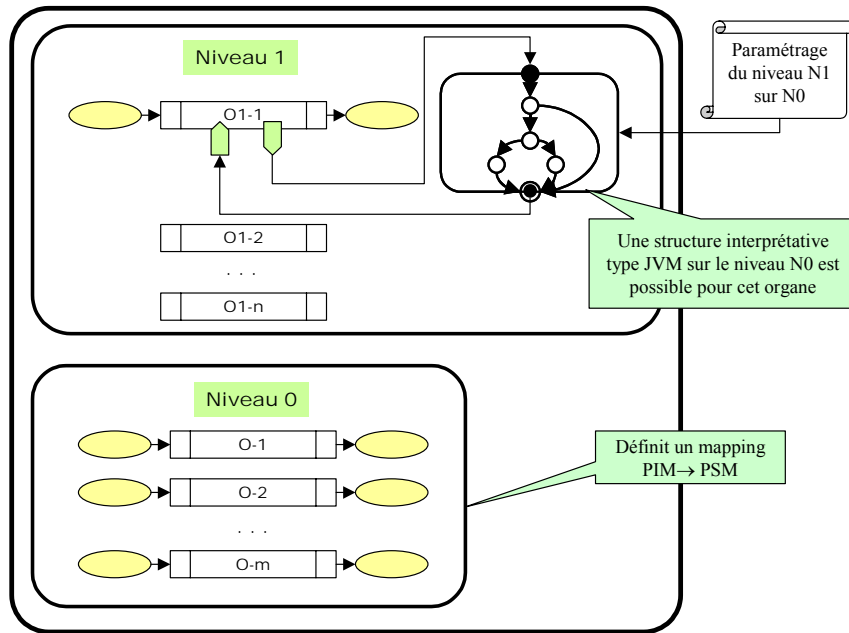 Niveau 1
O1-1
O1-2
. . .
O1-n
Paramétrage
du niveau N1
sur N0
Une structure interprétative
type JVM sur le niveau N0 est
possible pour cet organe
Niveau 0
O-1
O-2
. . .
O-m
Définit un mapping
PIM→ PSM